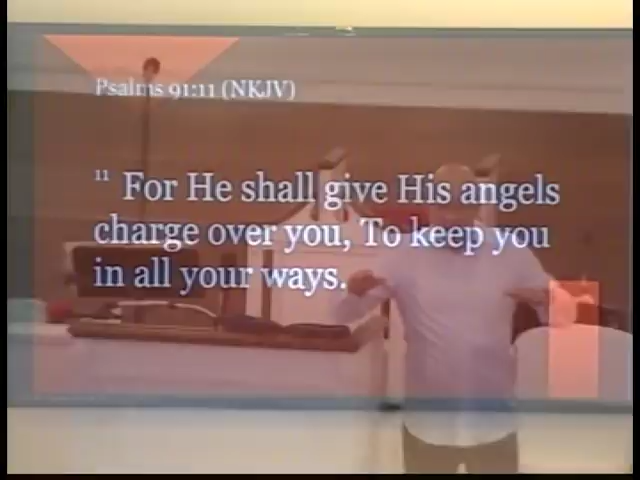 Psalms 91:11 (NKJV)
11 For He shall give His angels
charge over you, To keep you
in all your ways.